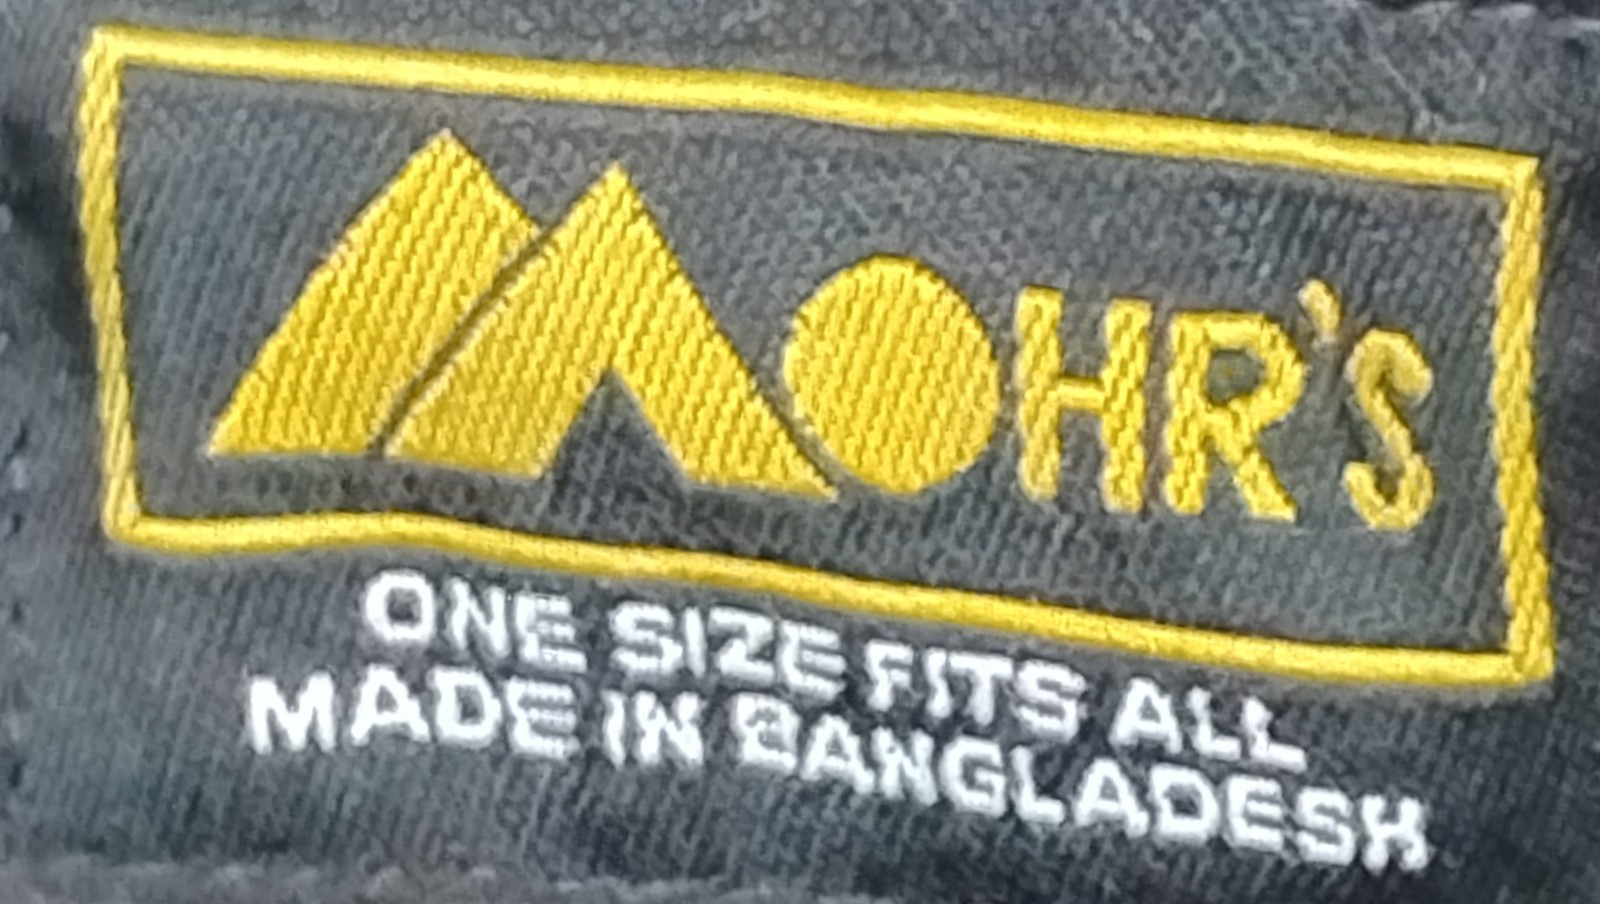 MOHR'S
ONE SIZE FITS ALL
MADE IN BANGLADESH